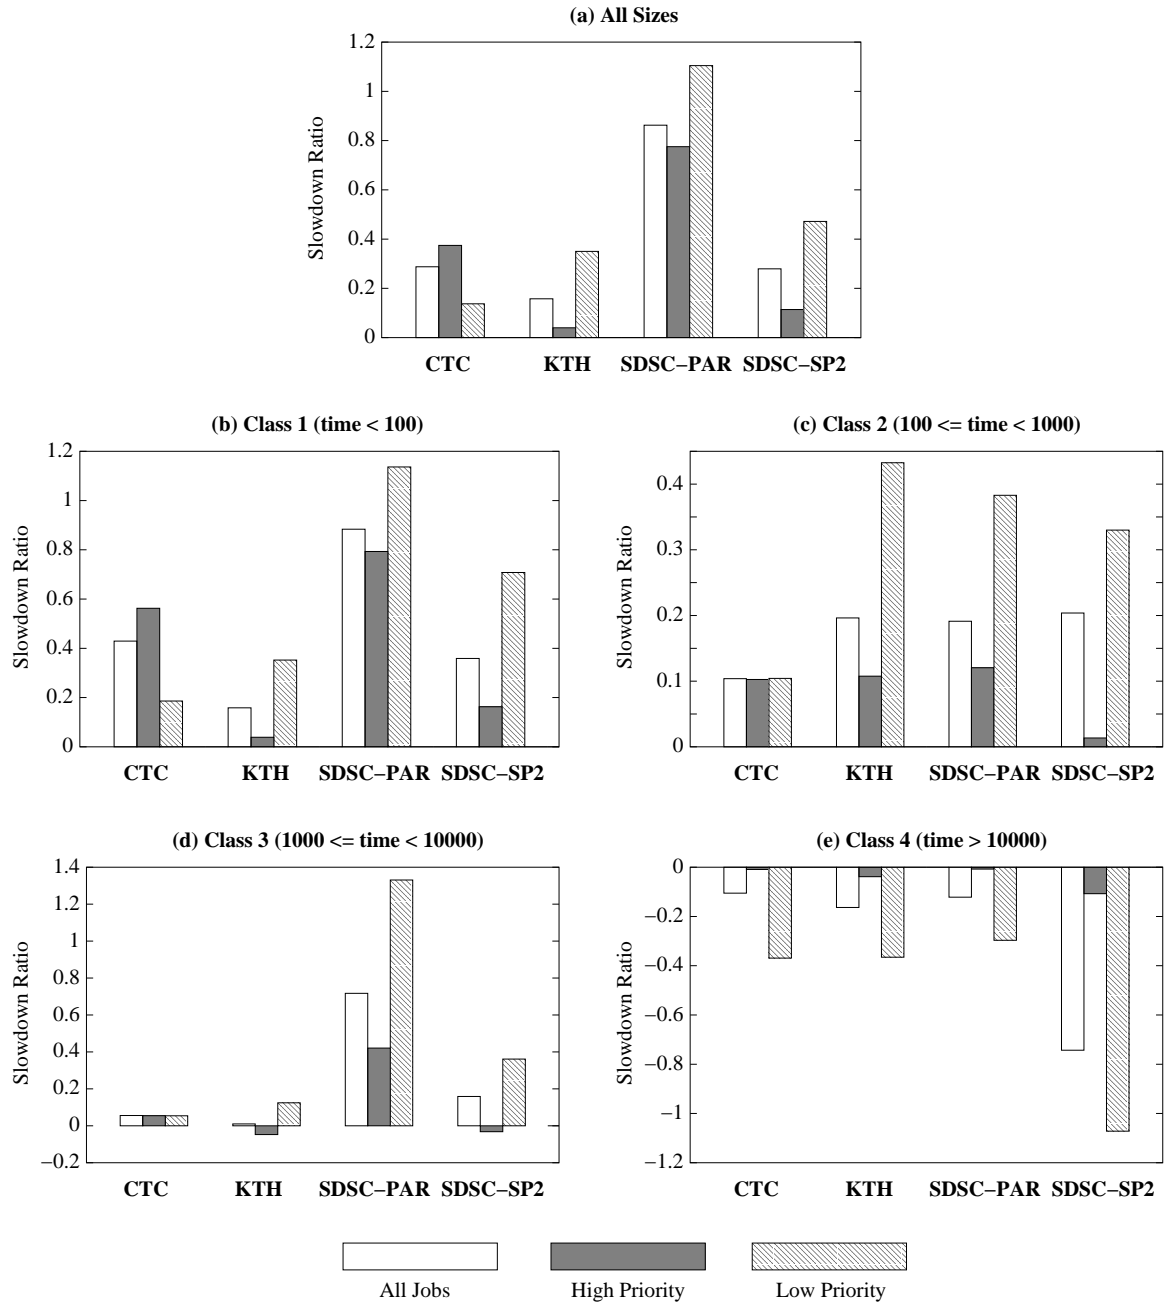 (a) All Sizes
1.2
1
0.8
0.6
0.4
0.2
0
Slowdown Ratio
CTC KTH SDSC−PAR SDSC−SP2
(b) Class 1 (time < 100)
1.2
1
0.8
0.6
0.4
0.2
0
Slowdown Ratio
CTC KTH SDSC−PAR SDSC−SP2
(c) Class 2 (100 <= time < 1000)
0.4
0.3
0.2
0.1
0
Slowdown Ratio
CTC KTH SDSC−PAR SDSC−SP2
(d) Class 3 (1000 <= time < 10000)
1.4
1.2
1
0.8
0.6
0.4
0.2
0
−0.2
Slowdown Ratio
CTC KTH SDSC−PAR SDSC−SP2
(e) Class 4 (time > 10000)
0
−0.2
−0.4
−0.6
−0.8
−1
−1.2
Slowdown Ratio
CTC KTH SDSC−PAR SDSC−SP2
All Jobs High Priority Low Priority